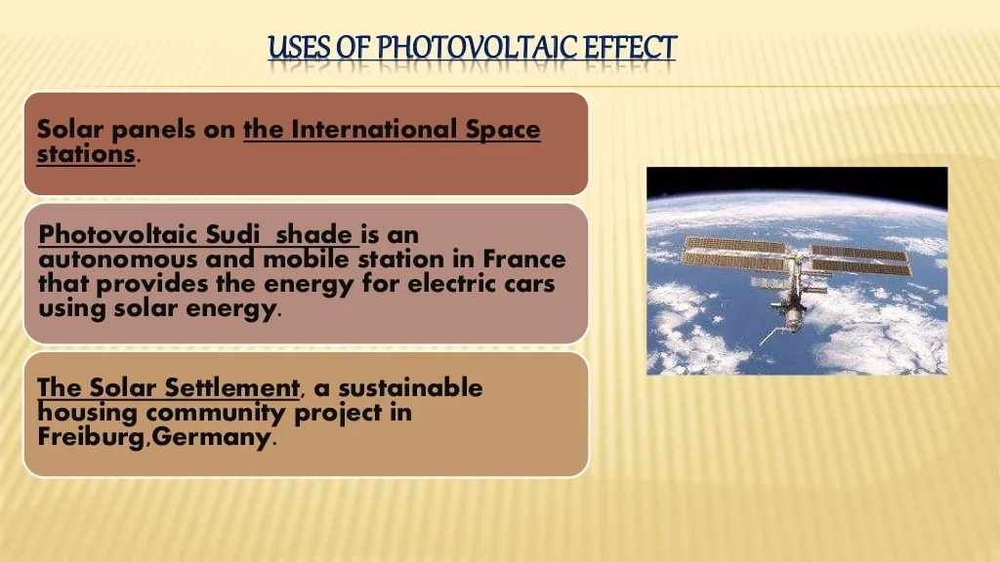 USES OF PHOTOVOLTAIC EFFECT
Solar panels on the International Space
stations.
Photovoltaic Sudi  shade is an
autonomous and mobile station in France
that provides the energy for electric cars
using solar energy.
The Solar Settlement, a sustainable
housing community project in
Freiburg,Germany.